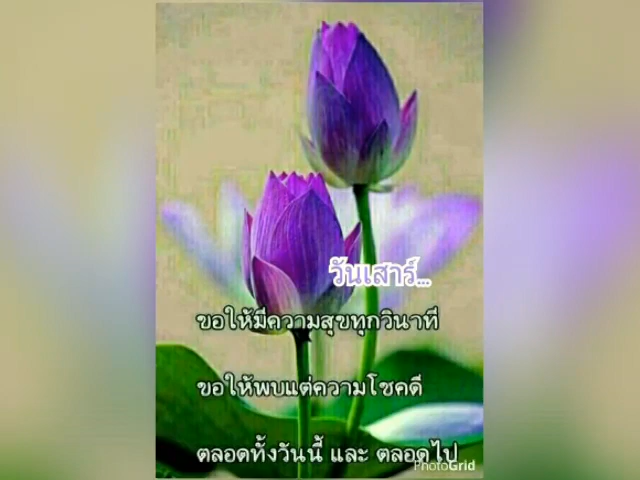 วันเสาร์...
ขอให้มีความสุขทุกวินาที
ขอให้พบแต่ความโชคดี
ตลอดทั้งวันนี้ และ ตลอดไป
PhotoGrid